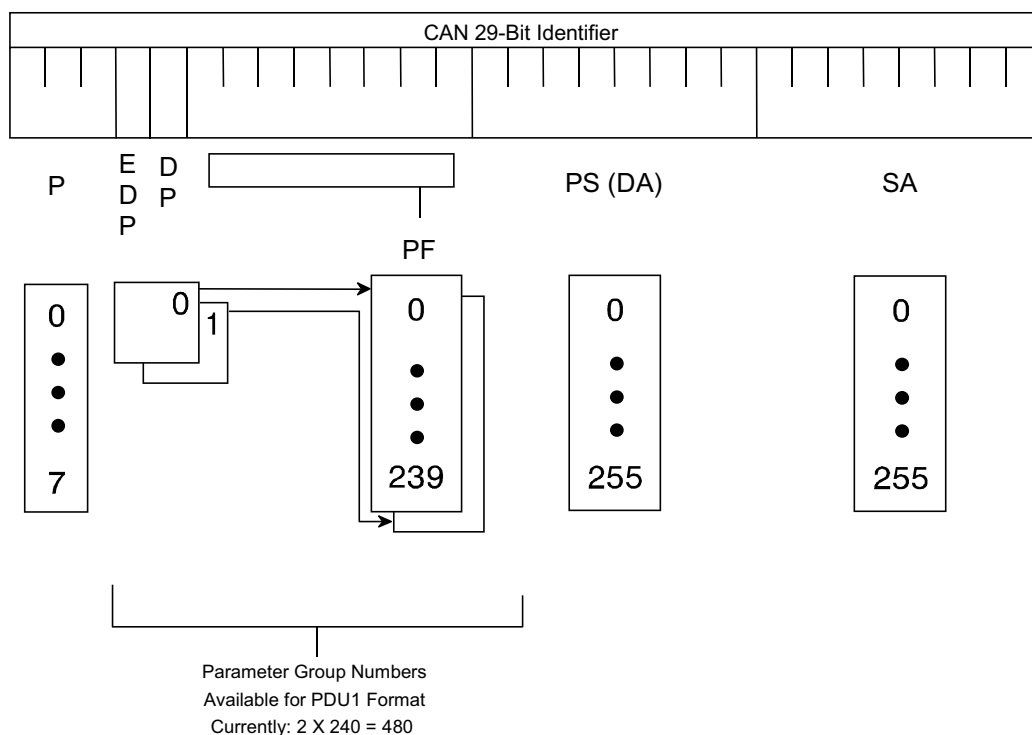 CAN 29-Bit Identifier
P
E
D
P
D
P
PS (DA)
SA
PF
0
7
0
1
0
239
0
255
0
255
Parameter Group Numbers
Available for PDU1 Format
Currently: 2 X 240 = 480